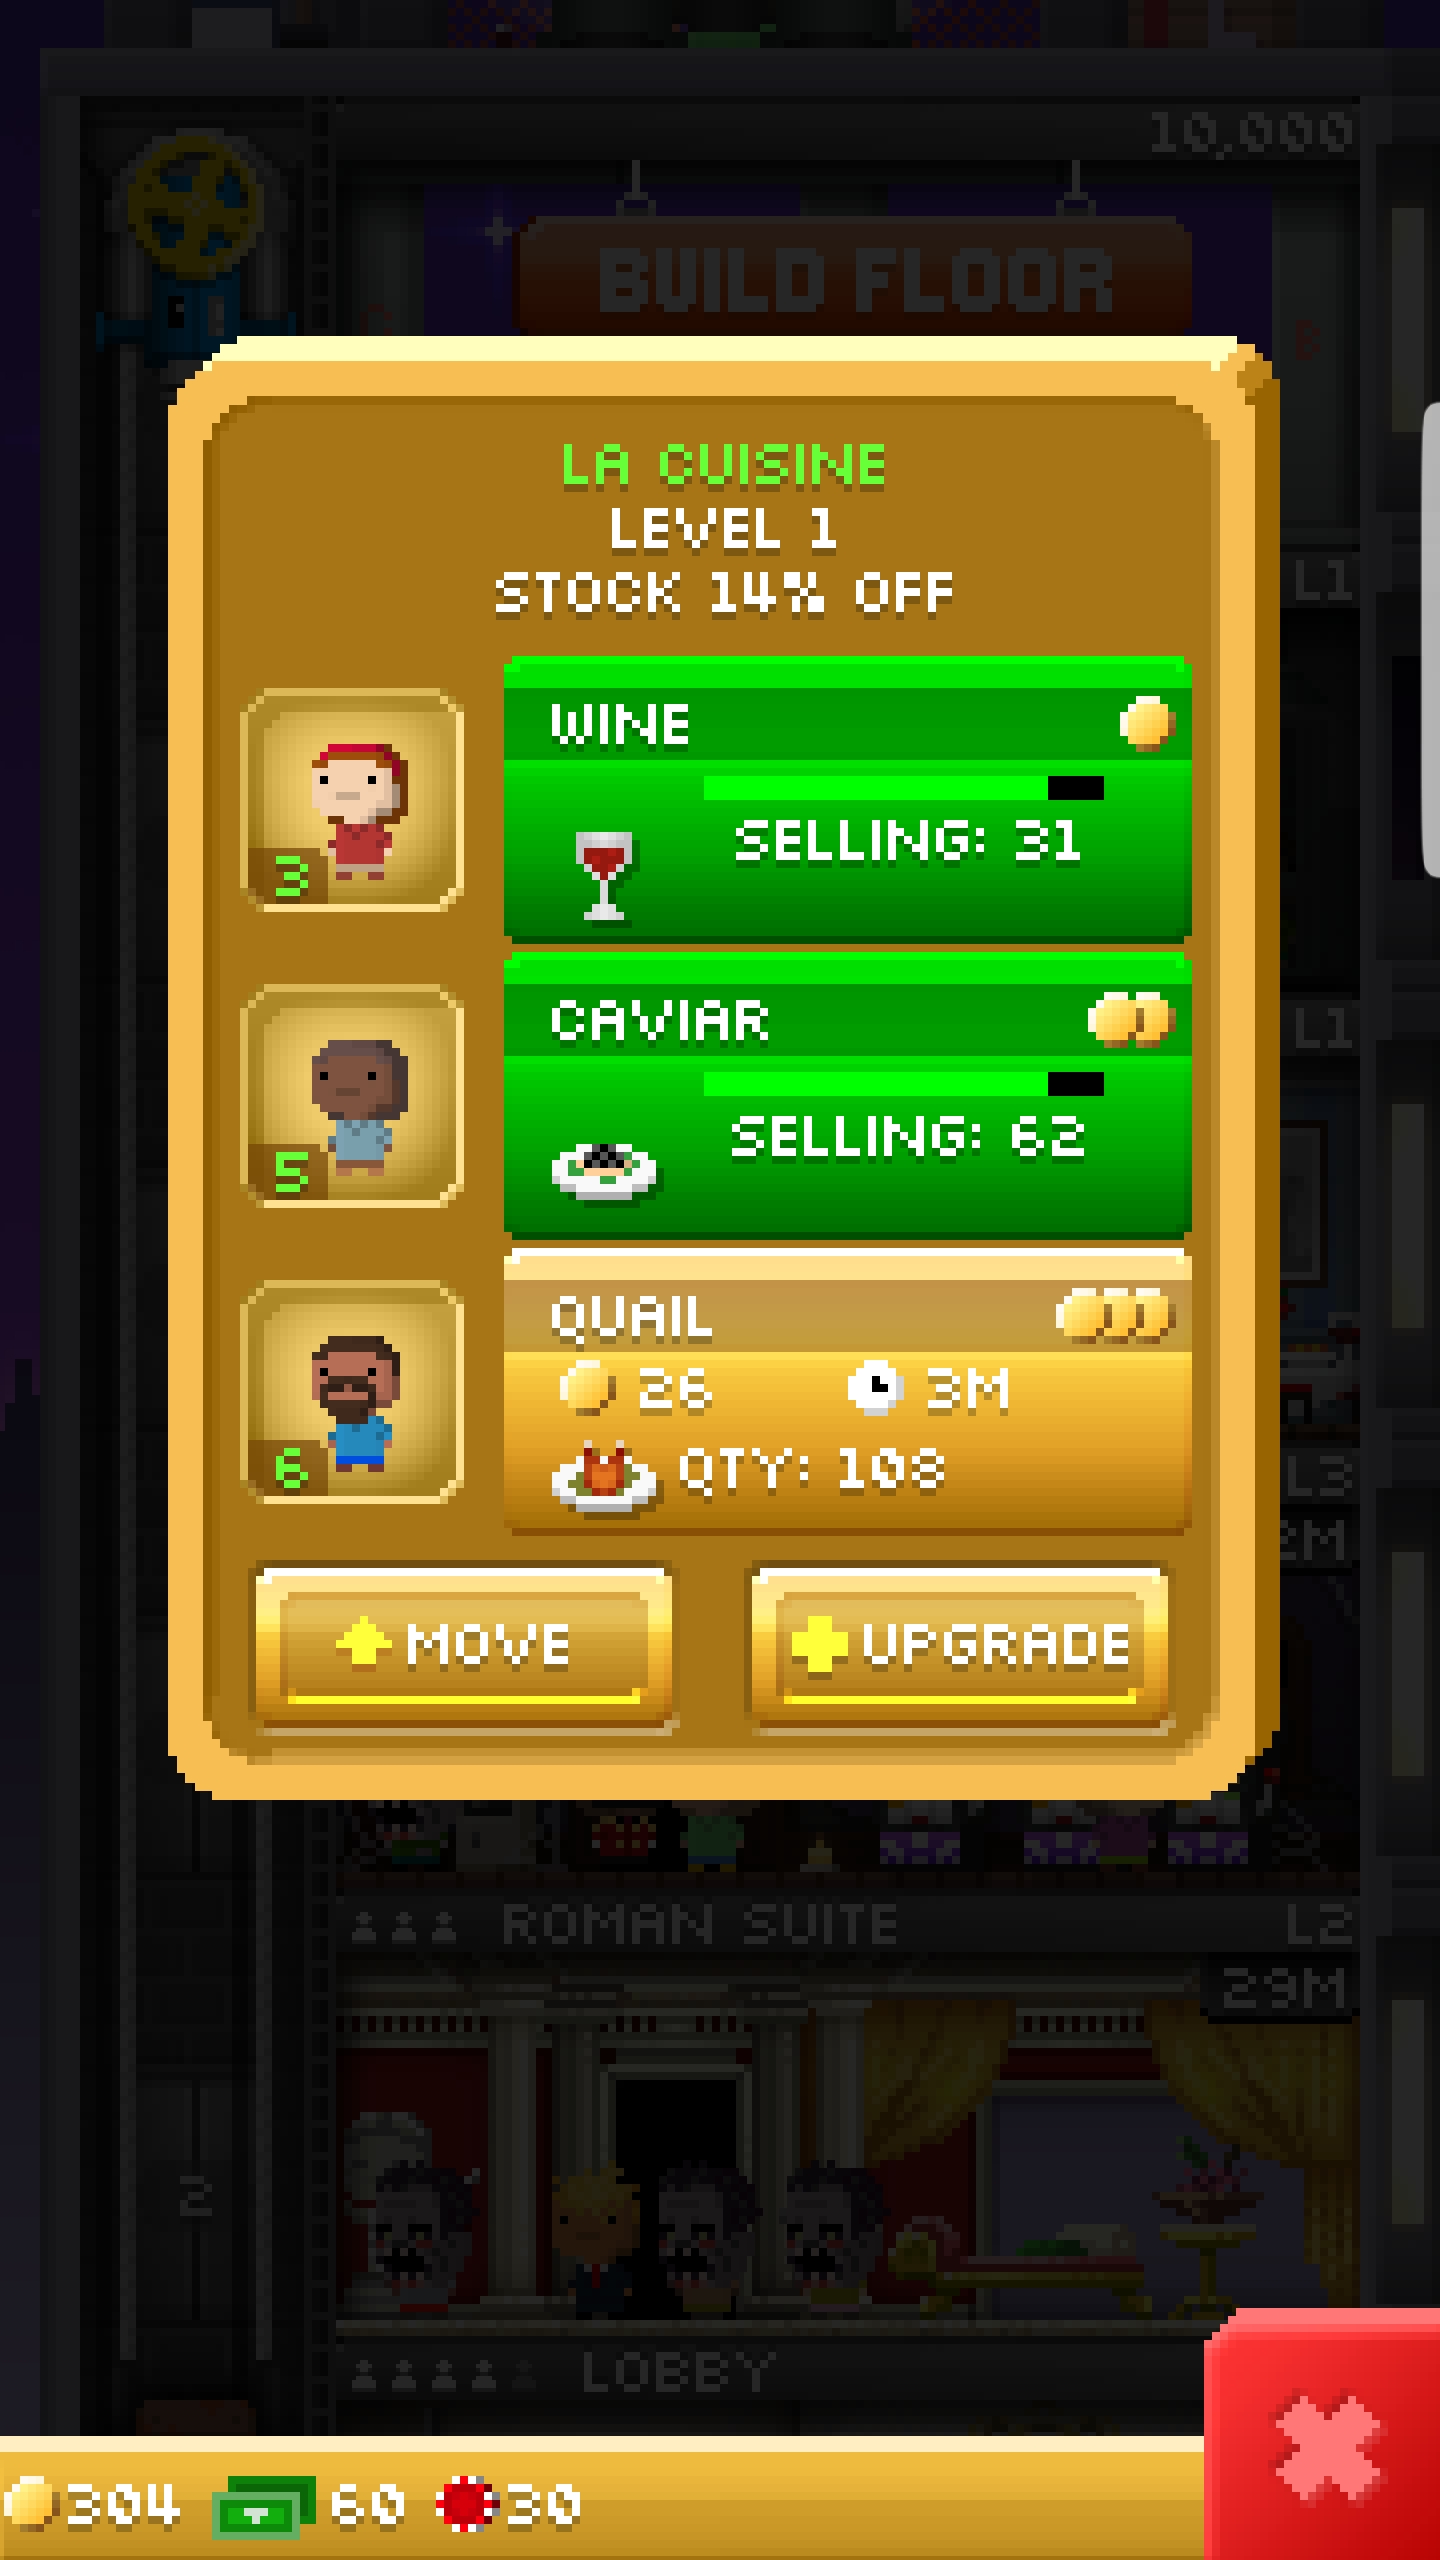 10,000
BUILD FLOOR
LA CUISINE
LEVEL 1
STOCK 14% OFF
L1
WINE
3
SELLING: 31
CAVIAR
L1
5
SELLING: 62
QUAIL
26 3M
6
QTY: 108
L3
2M
MOVE
UPGRADE
ROMAN SUITE L2
29M
2
LOBBY
304 60 30